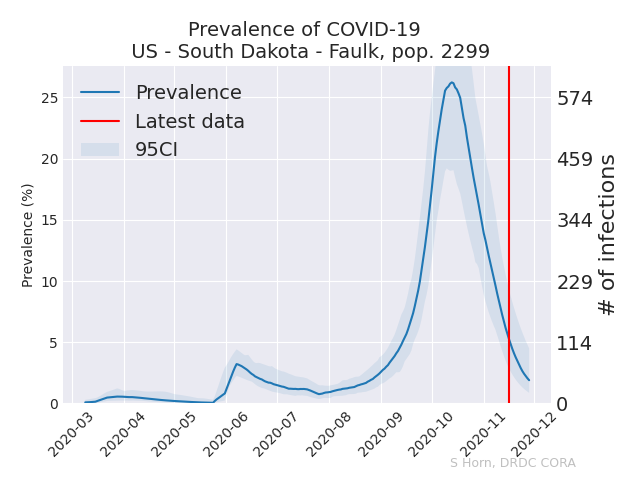 Prevalence of COVID-19
US - South Dakota - Faulk, pop. 2299
Prevalence
Latest data
95CI
Prevalence (%)
25
20
15
10
5
0
574
459
344
229
114
0
# of infections
2020-03
2020-04
2020-05
2020-06
2020-07
2020-08
2020-09
2020-10
2020-11
2020-12
S Horn, DRDC CORA